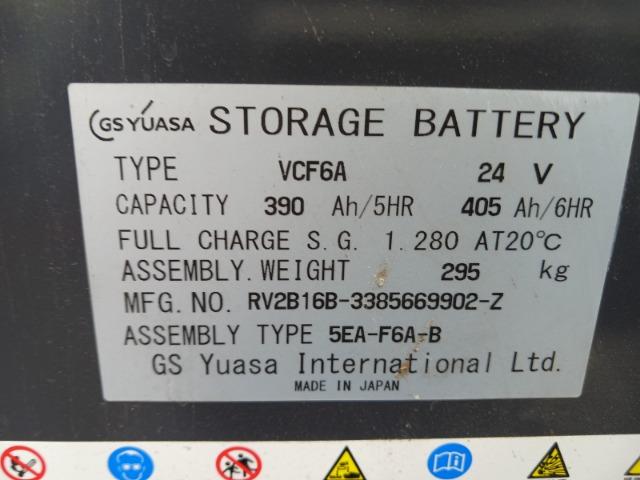 GS YUASA STORAGE BATTERY
TYPE VCF6A 24 V
CAPACITY 390 Ah/5HR 405 Ah/6HR
FULL CHARGE S.G. 1.280 AT20℃
ASSEMBLY.WEIGHT 295 kg
MFG.NO. RV2B16B-3385669902-Z
ASSEMBLY TYPE 5EA-F6A-B
GS Yuasa International Ltd.
MADE IN JAPAN